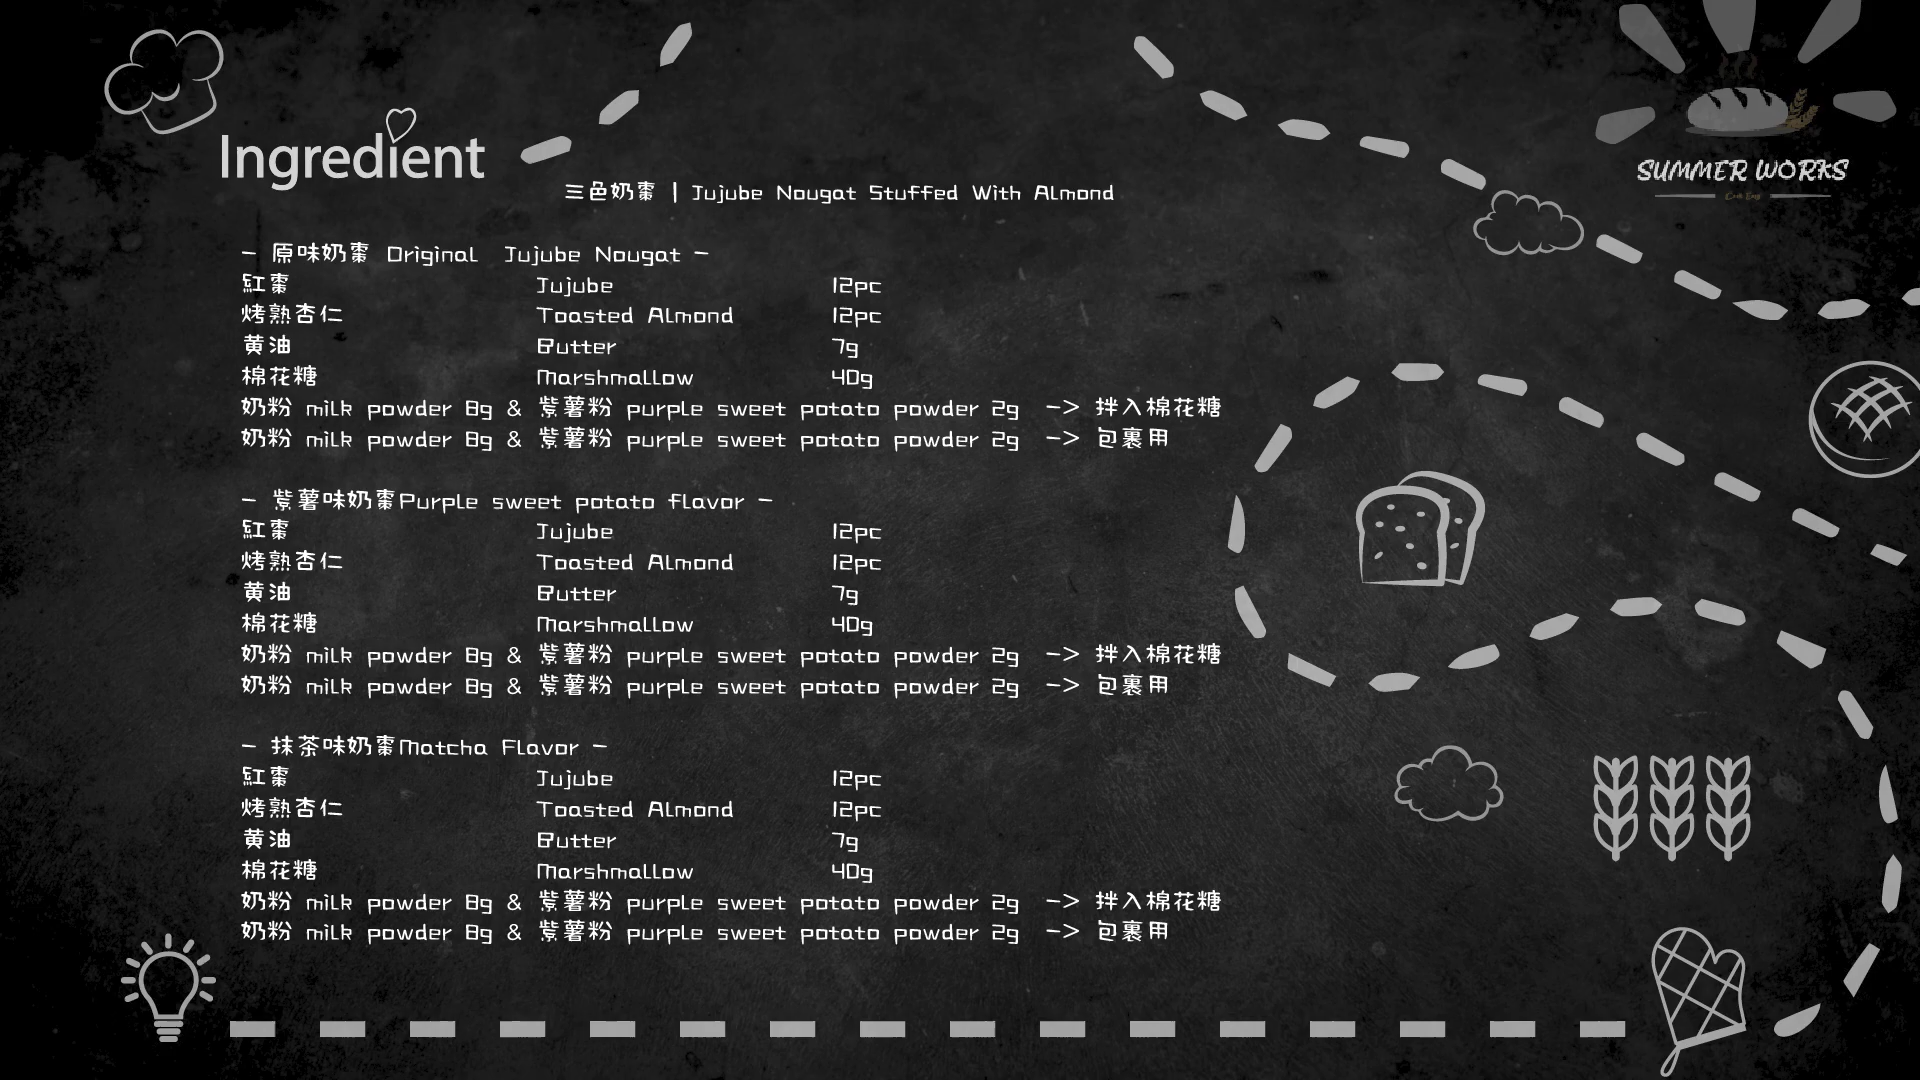 Ingredient
SUMMER WORKS
三色奶棗 | Jujube Nougat Stuffed With Almond
- 原味奶棗 Original Jujube Nougat -
紅棗 Jujube 12pc
烤熟杏仁 Toasted Almond 12pc
黄油 Butter 7g
棉花糖 Marshmallow 40g
奶粉 milk powder 8g & 紫薯粉 purple sweet potato powder 2g -> 拌入棉花糖
奶粉 milk powder 8g & 紫薯粉 purple sweet potato powder 2g -> 包裹用
- 紫薯味奶棗Purple sweet potato flavor -
紅棗 Jujube 12pc
烤熟杏仁 Toasted Almond 12pc
黄油 Butter 7g
棉花糖 Marshmallow 40g
奶粉 milk powder 8g & 紫薯粉 purple sweet potato powder 2g -> 拌入棉花糖
奶粉 milk powder 8g & 紫薯粉 purple sweet potato powder 2g -> 包裹用
- 抹茶味奶棗Matcha Flavor -
紅棗 Jujube 12pc
烤熟杏仁 Toasted Almond 12pc
黄油 Butter 7g
棉花糖 Marshmallow 40g
奶粉 milk powder 8g & 紫薯粉 purple sweet potato powder 2g -> 拌入棉花糖
奶粉 milk powder 8g & 紫薯粉 purple sweet potato powder 2g -> 包裹用